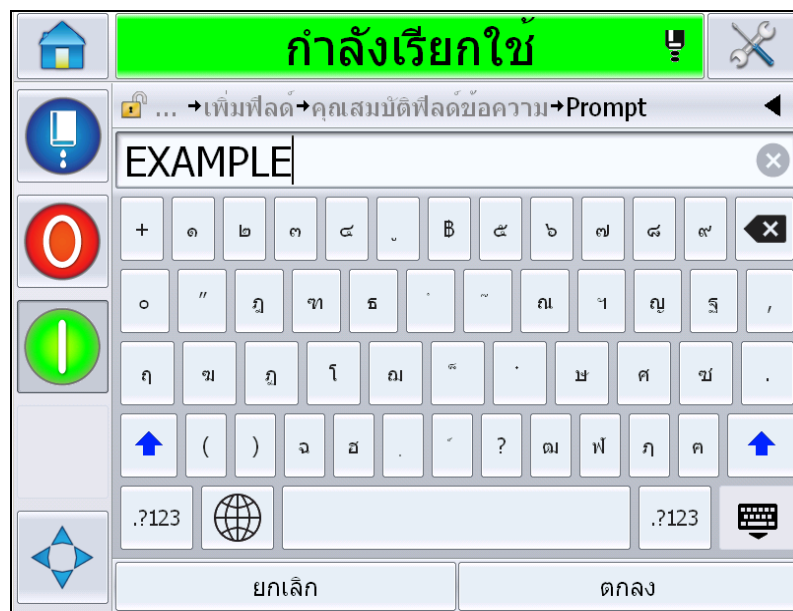 กำลังเรียกใช้
... →เพิ่มฟิลด์→คุณสมบัติฟิลด์ข้อความ→Prompt
EXAMPLE
+ ๑ ๒ ๓ ๔ ู ฿ ๕ ๖ ๗ ๘ ๙
๐ " ฎ ฑ ธ ํ ๊ ณ ฯ ญ ฐ ,
ฤ ฆ ฏ โ ฌ ็ ๋ ษ ศ ซ .
( ) ฉ ฮ ฺ ์ ? ฒ ฬ ฦ ฅ
.?123 .?123
ยกเลิก ตกลง